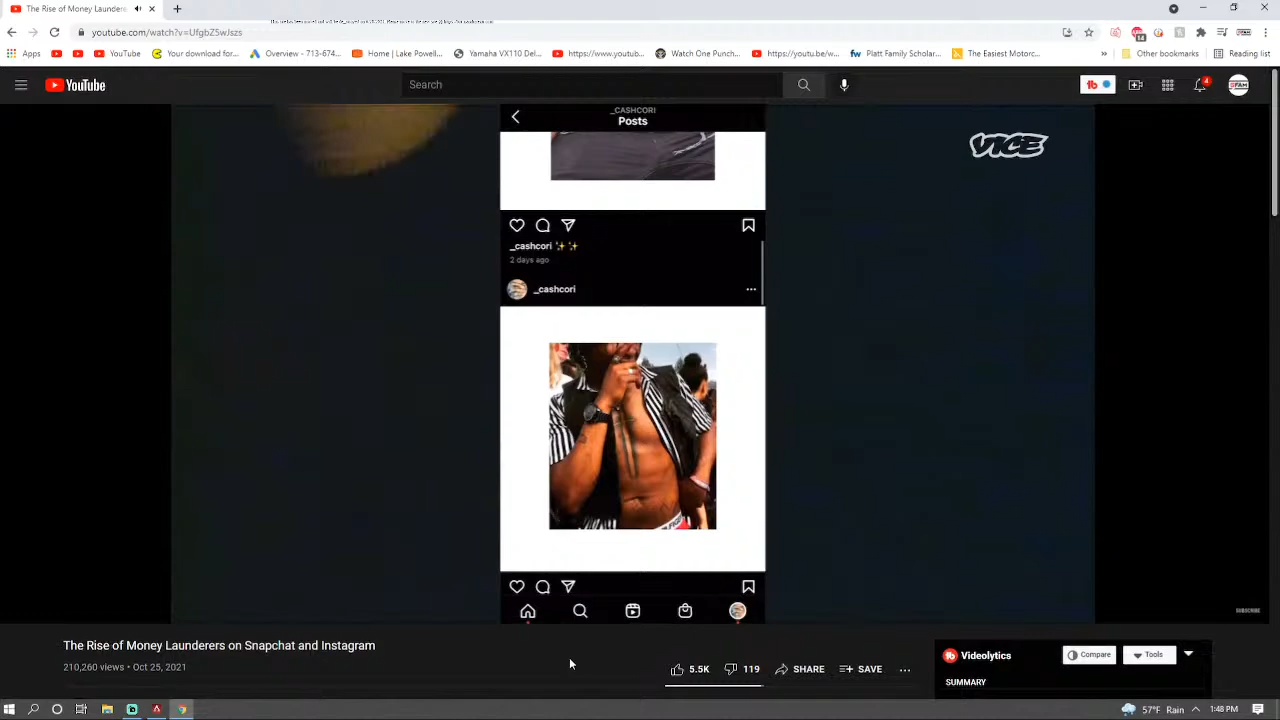 The Rise of Money Launders
youtube.com/watch?v=UfgbZ5wJszs
Apps
YouTube
Your download for...
Overview - 713-674...
Home | Lake Powell...
Yamaha VX110 Del...
https://www.youtub...
Watch One Punch...
https://youtu.be/w...
Platt Family Scholar...
The Easiest Motorc...
»
Other bookmarks
Reading list
YouTube
Search
4
_CASHCORI
Posts
VICE
_cashcori ✨✨
2 days ago
_cashcori
SUBSCRIBE
The Rise of Money Launderers on Snapchat and Instagram
210,260 views • Oct 25, 2021
5.5K
119
SHARE
SAVE
Videolytics
Compare
Tools
SUMMARY
57°F Rain
1:48 PM